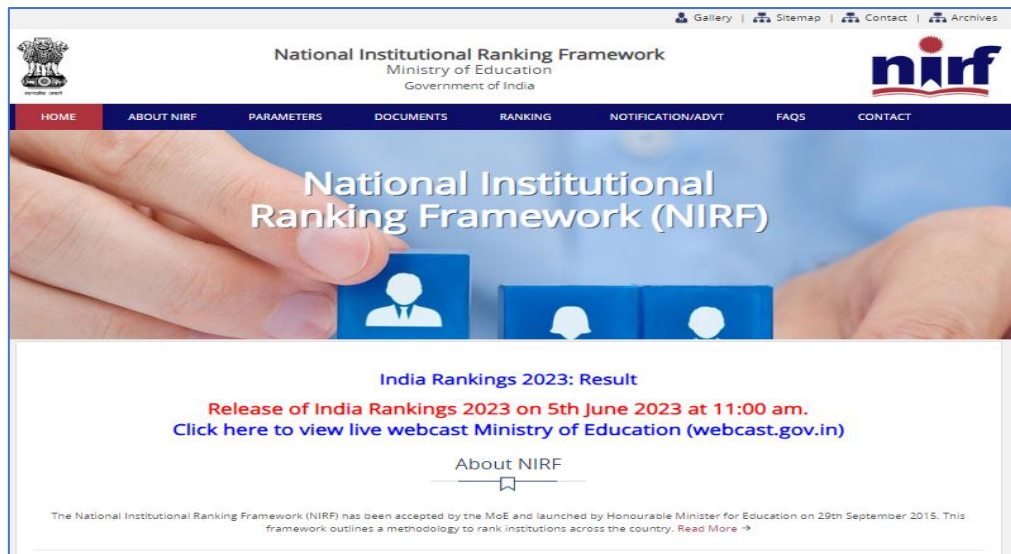 Gallery | Sitemap | Contact | Archives
National Institutional Ranking Framework
Ministry of Education
Government of India
nirf
सत्यमेव जयते
HOME ABOUT NIRF PARAMETERS DOCUMENTS RANKING NOTIFICATION/ADVT FAQS CONTACT
National Institutional
Ranking Framework (NIRF)
India Rankings 2023: Result
Release of India Rankings 2023 on 5th June 2023 at 11:00 am.
Click here to view live webcast Ministry of Education (webcast.gov.in)
About NIRF
The National Institutional Ranking Framework (NIRF) has been accepted by the MoE and launched by Honourable Minister for Education on 29th September 2015. This
framework outlines a methodology to rank institutions across the country. Read More →